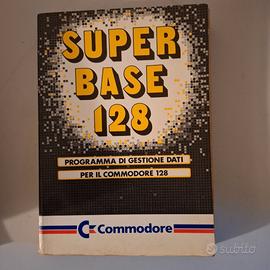 SUPER
BASE
128
PROGRAMMA DI GESTIONE DATI
PER IL COMMODORE 128
Commodore
subito